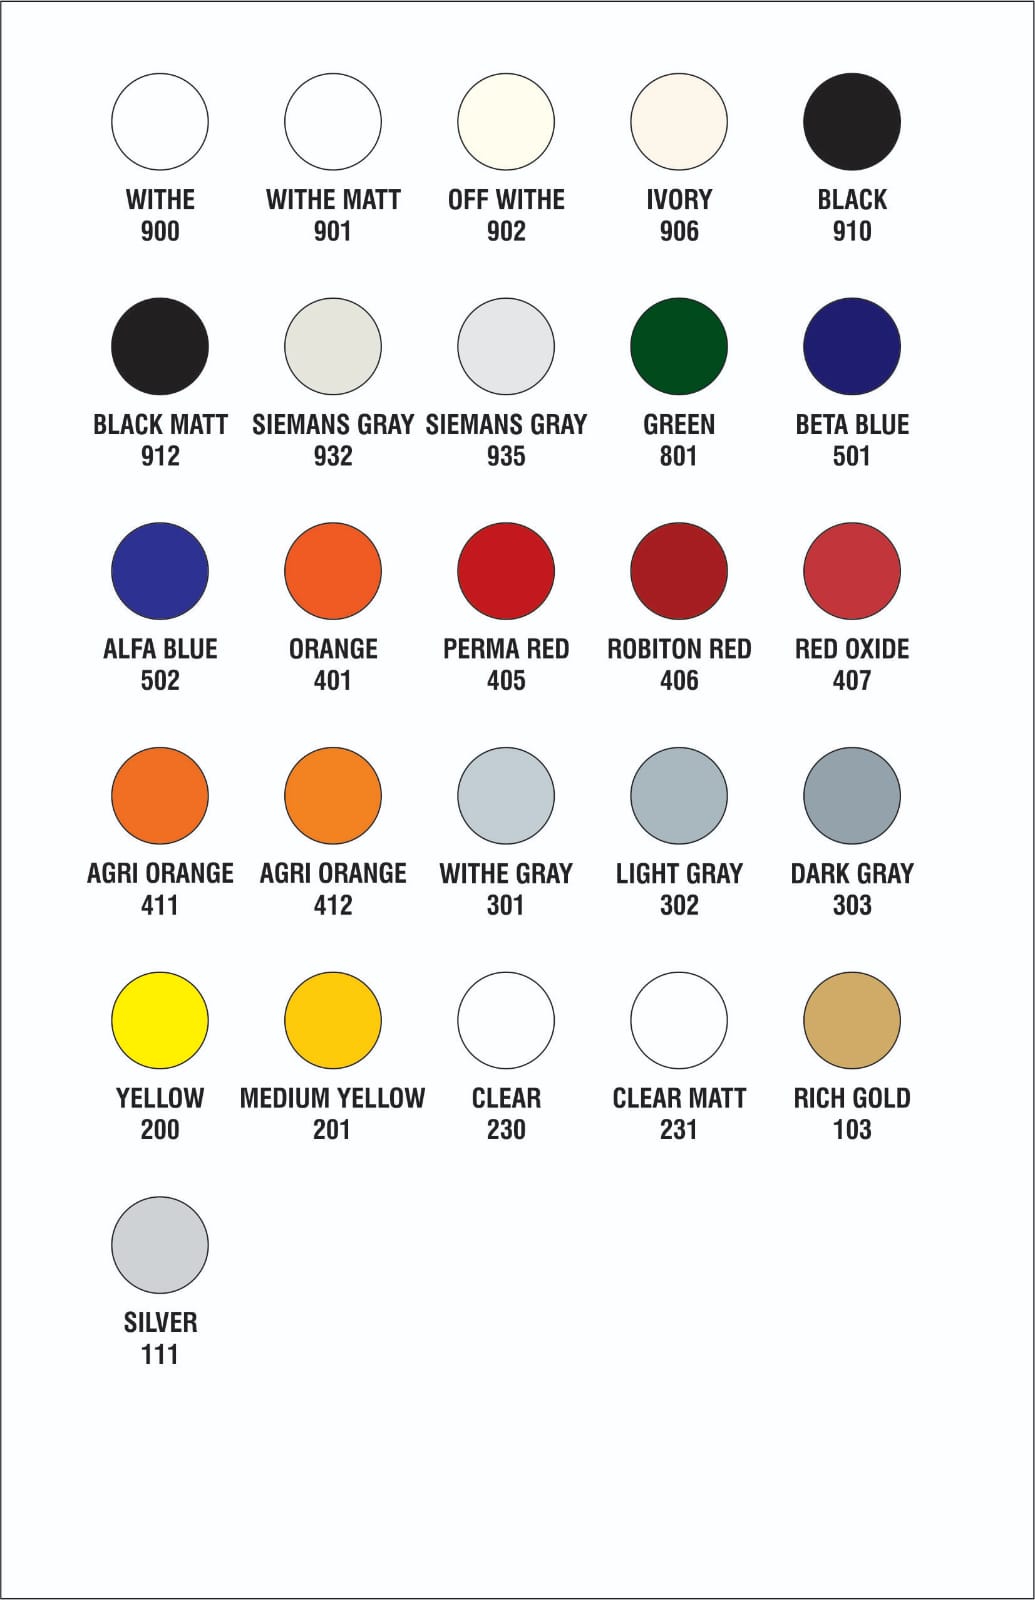 WITHE
900
WITHE MATT
901
OFF WITHE
902
IVORY
906
BLACK
910
BLACK MATT
912
SIEMANS GRAY
932
SIEMANS GRAY
935
GREEN
801
BETA BLUE
501
ALFA BLUE
502
ORANGE
401
PERMA RED
405
ROBITON RED
406
RED OXIDE
407
AGRI ORANGE
411
AGRI ORANGE
412
WITHE GRAY
301
LIGHT GRAY
302
DARK GRAY
303
YELLOW
200
MEDIUM YELLOW
201
CLEAR
230
CLEAR MATT
231
RICH GOLD
103
SILVER
111